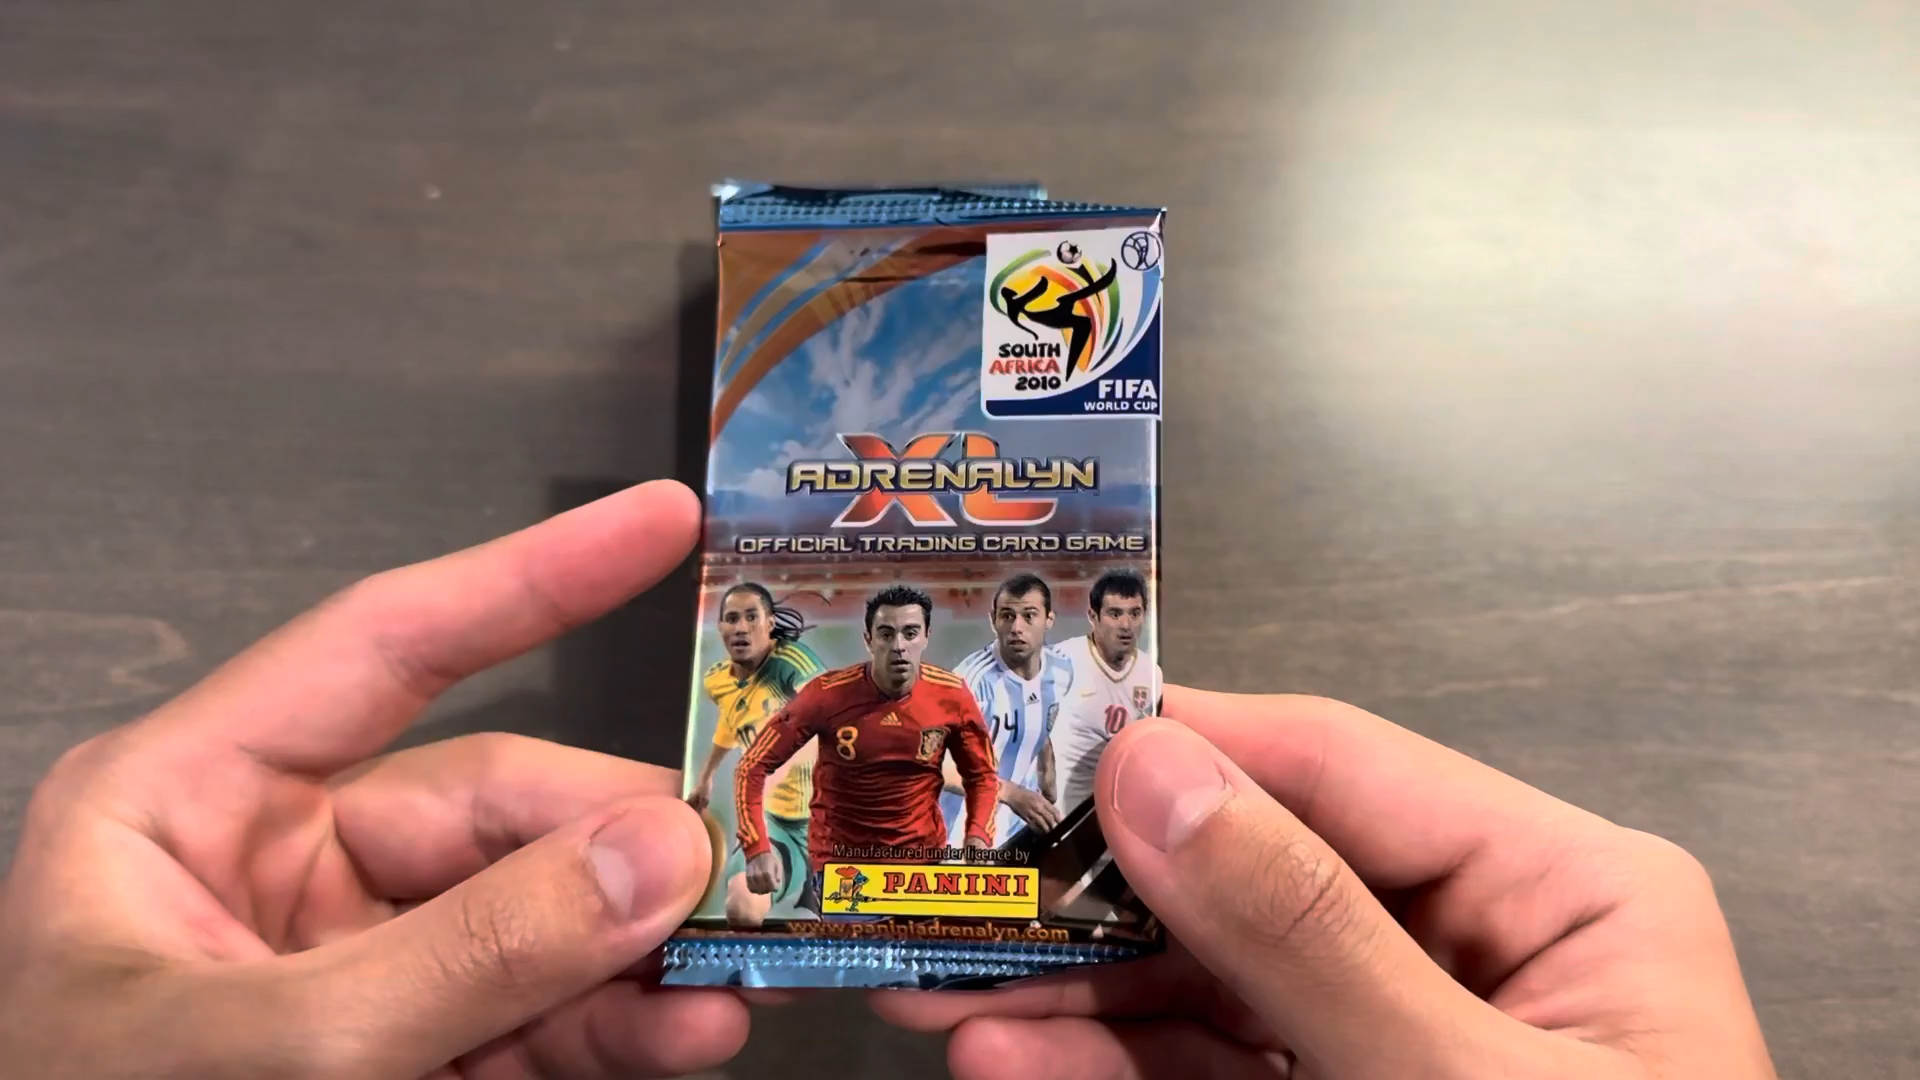 SOUTH
AFRICA
2010
FIFA
WORLD CUP
ADRENALYN
XL
OFFICIAL TRADING CARD GAME
8
14
10
Manufactured under licence by
PANINI
www.paniniadrenalyn.com